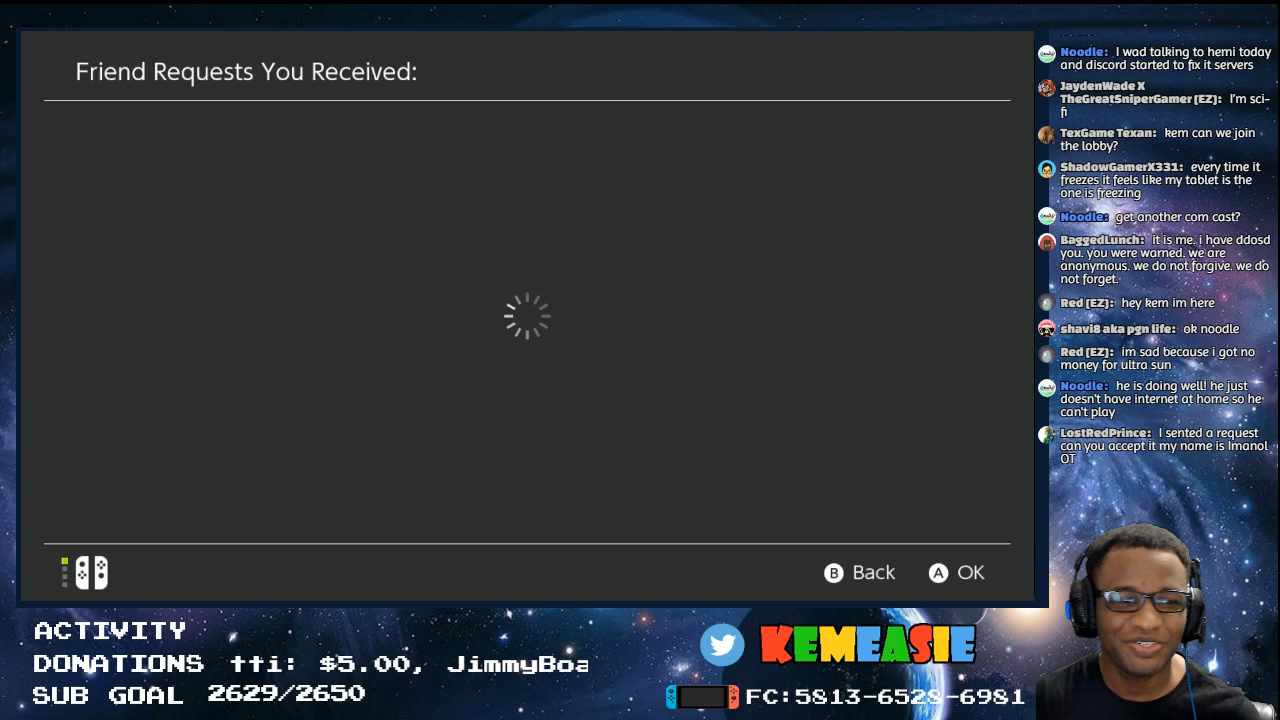 Friend Requests You Received:
B Back
A OK
Noodle: I wad talking to hemi today
and discord started to fix it servers
JaydenWade X
TheGreatSniperGamer [EZ]: I'm sci-
fi
TexGame Texan: kem can we join
the lobby?
ShadowGamerX331: every time it
freezes it feels like my tablet is the
one is freezing
Noodle: get another com cast?
BaggedLunch: it is me. i have ddosd
you. you were warned. we are
anonymous. we do not forgive. we do
not forget.
Red [EZ]: hey kem im here
shavi8 aka pgn life: ok noodle
Red [EZ]: im sad because i got no
money for ultra sun
Noodle: he is doing well! he just
doesn't have internet at home so he
can't play
LostRedPrince: I sented a request
can you accept it my name is Imanol
OT
ACTIVITY
DONATIONS tti: $5.00, JimmyBoa
SUB GOAL 2629/2650
KEMEASIE
FC:5813-6528-6981